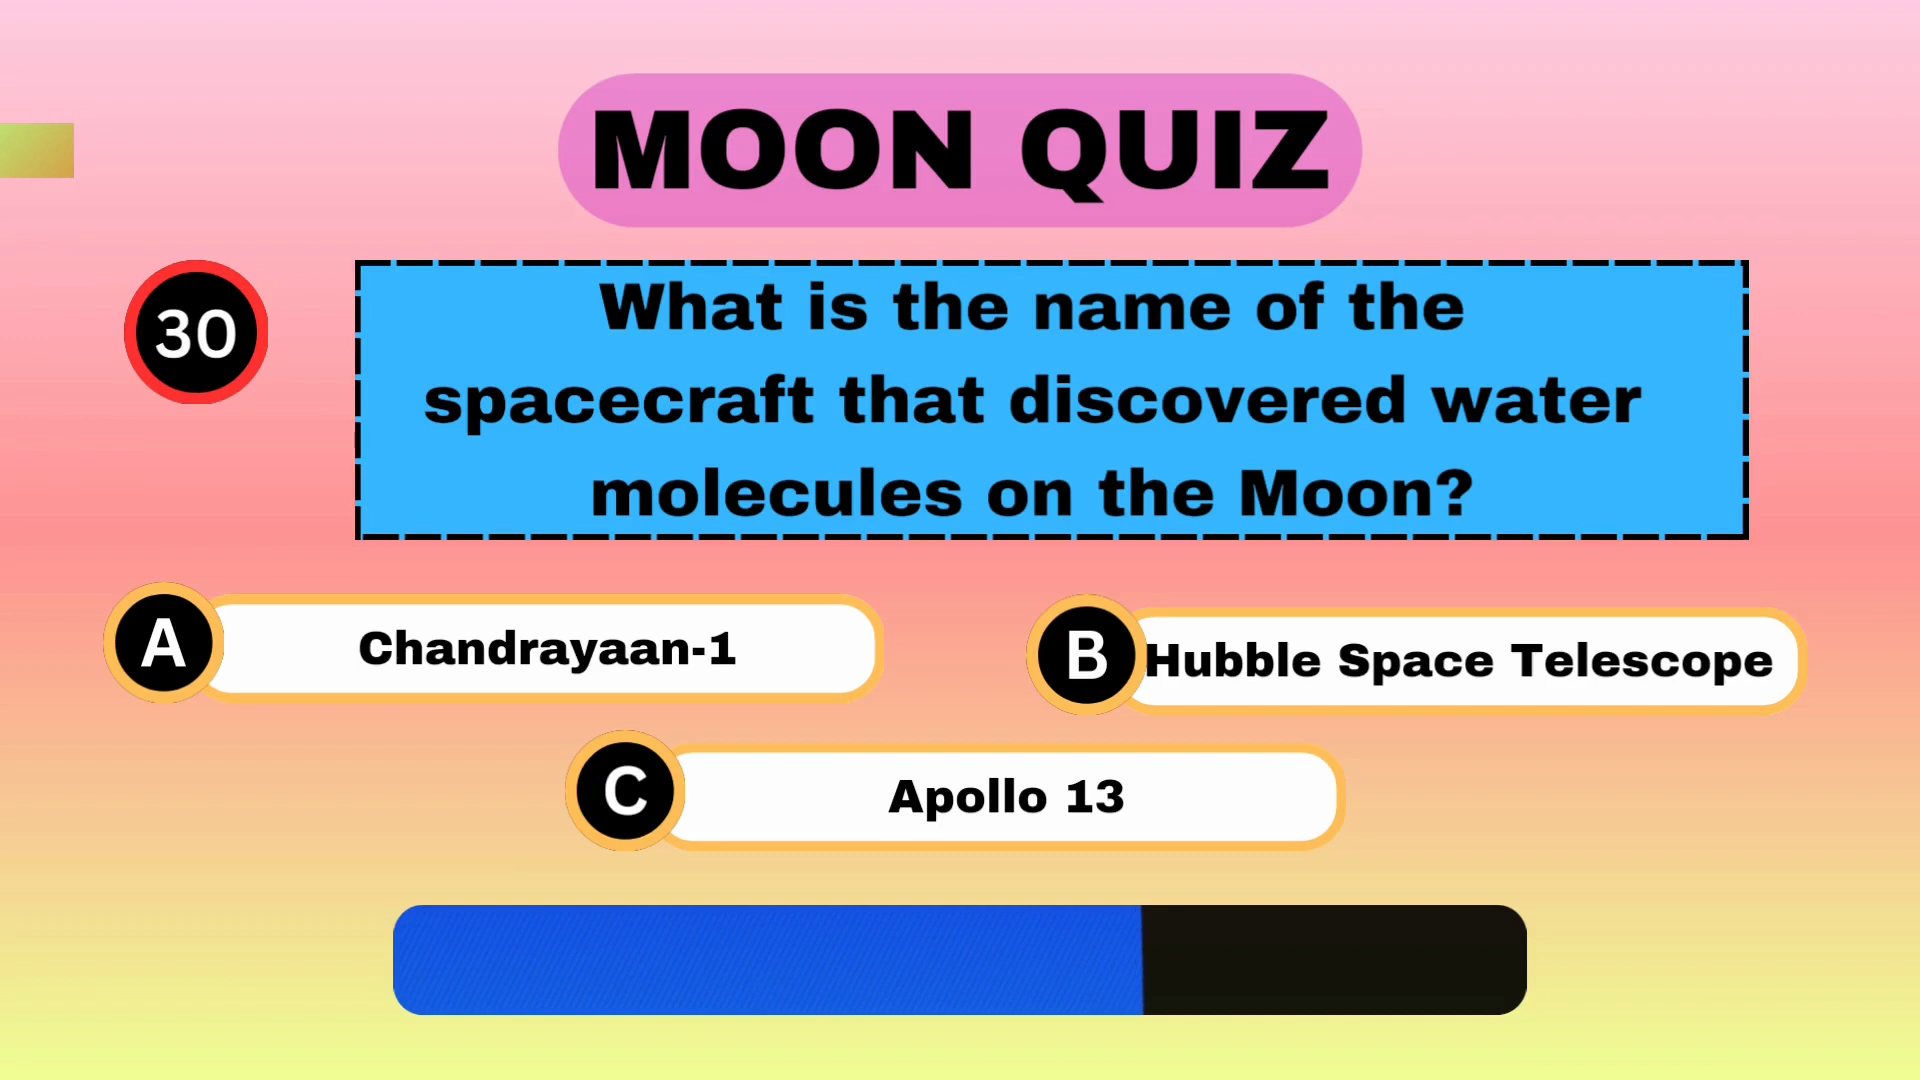 MOON QUIZ
30
What is the name of the
spacecraft that discovered water
molecules on the Moon?
A
Chandrayaan-1
B
Hubble Space Telescope
C
Apollo 13